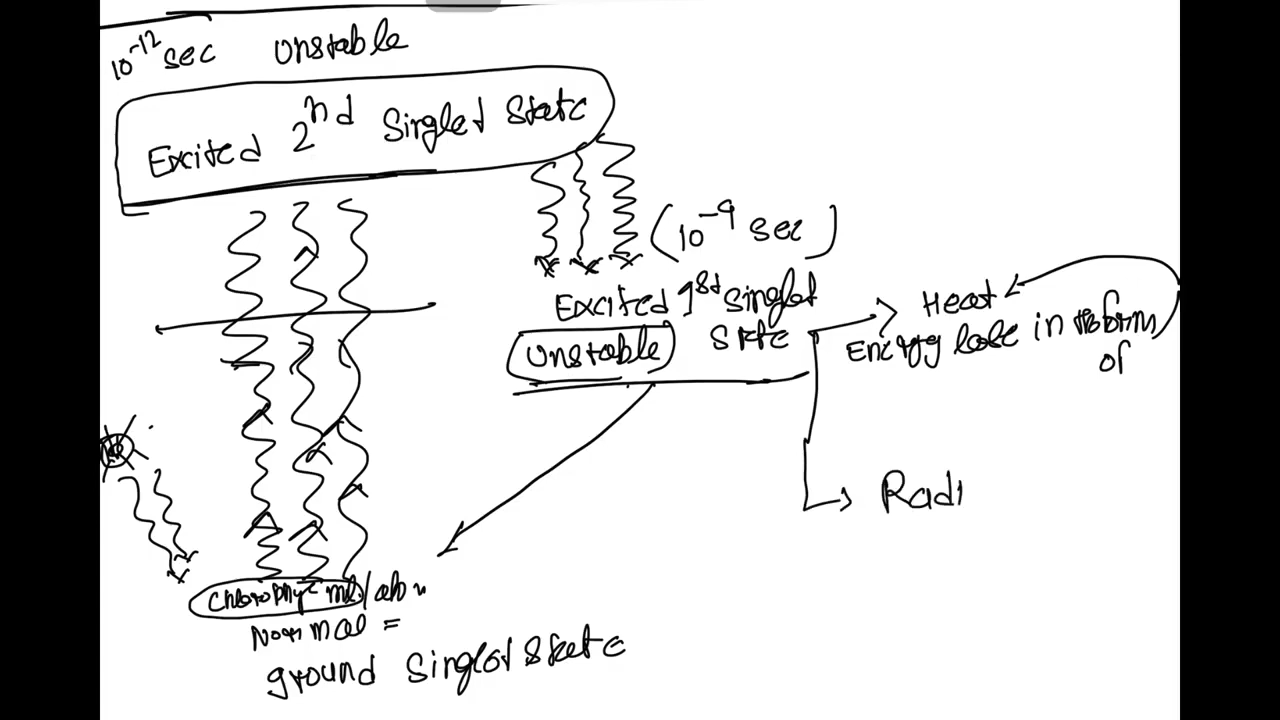 10⁻¹² sec unstable
Excited 2nd Singlet State
(10⁻⁹ sec)
Excited 1st Singlet
State
Unstable
Heat
Energy lose in the form
of
Radi
Normal =
ground Singlet State